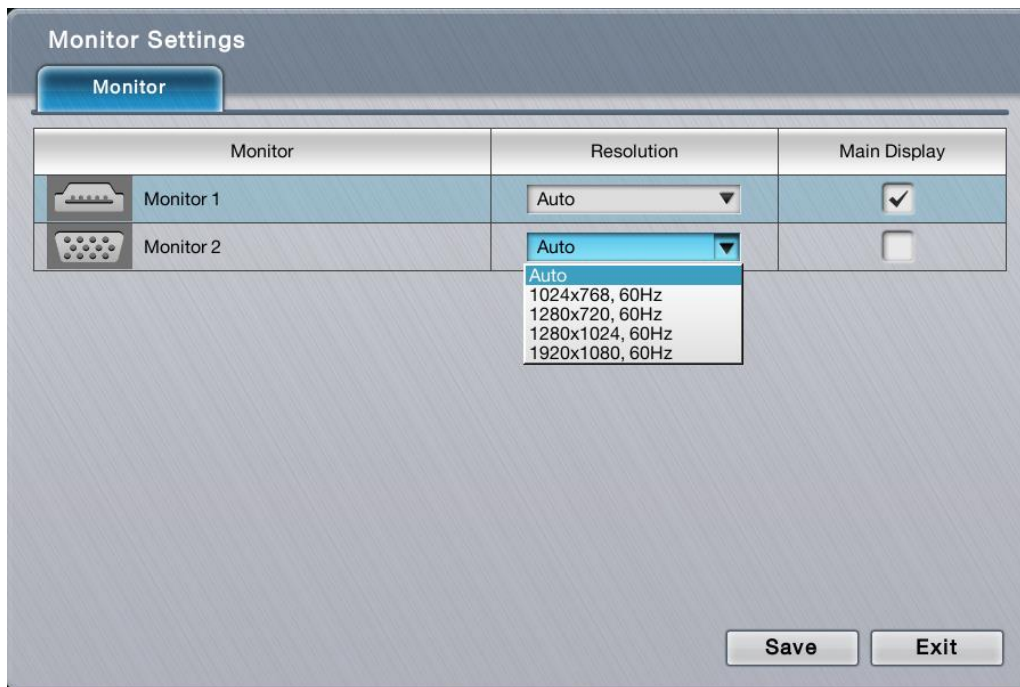 Monitor Settings
Monitor
Monitor Resolution Main Display
Monitor 1 Auto
Monitor 2 Auto
Auto
1024x768, 60Hz
1280x720, 60Hz
1280x1024, 60Hz
1920x1080, 60Hz
Save Exit